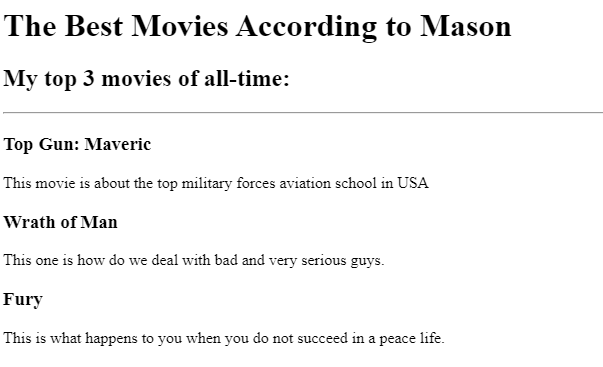 The Best Movies According to Mason
My top 3 movies of all-time:
Top Gun: Maveric
This movie is about the top military forces aviation school in USA
Wrath of Man
This one is how do we deal with bad and very serious guys.
Fury
This is what happens to you when you do not succeed in a peace life.